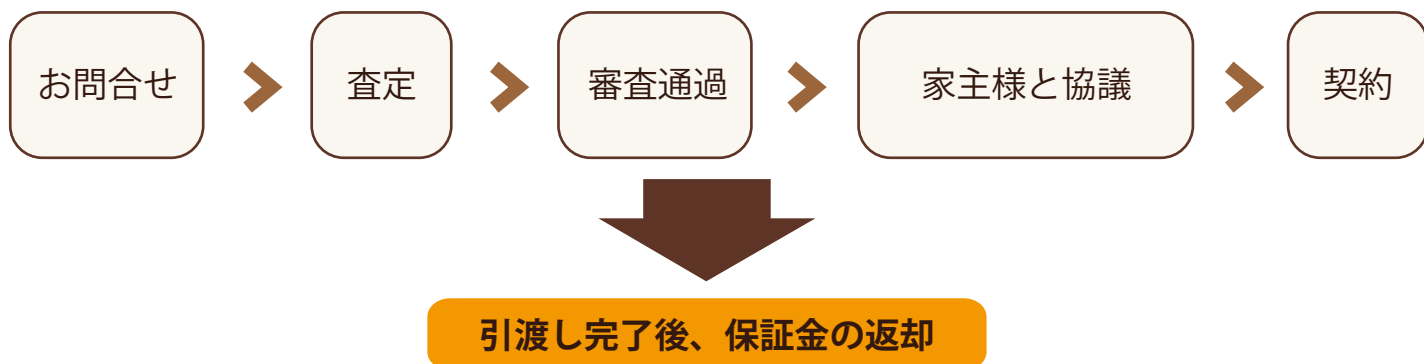 お問合せ
査定
審査通過
家主様と協議
契約
引渡し完了後、保証金の返却